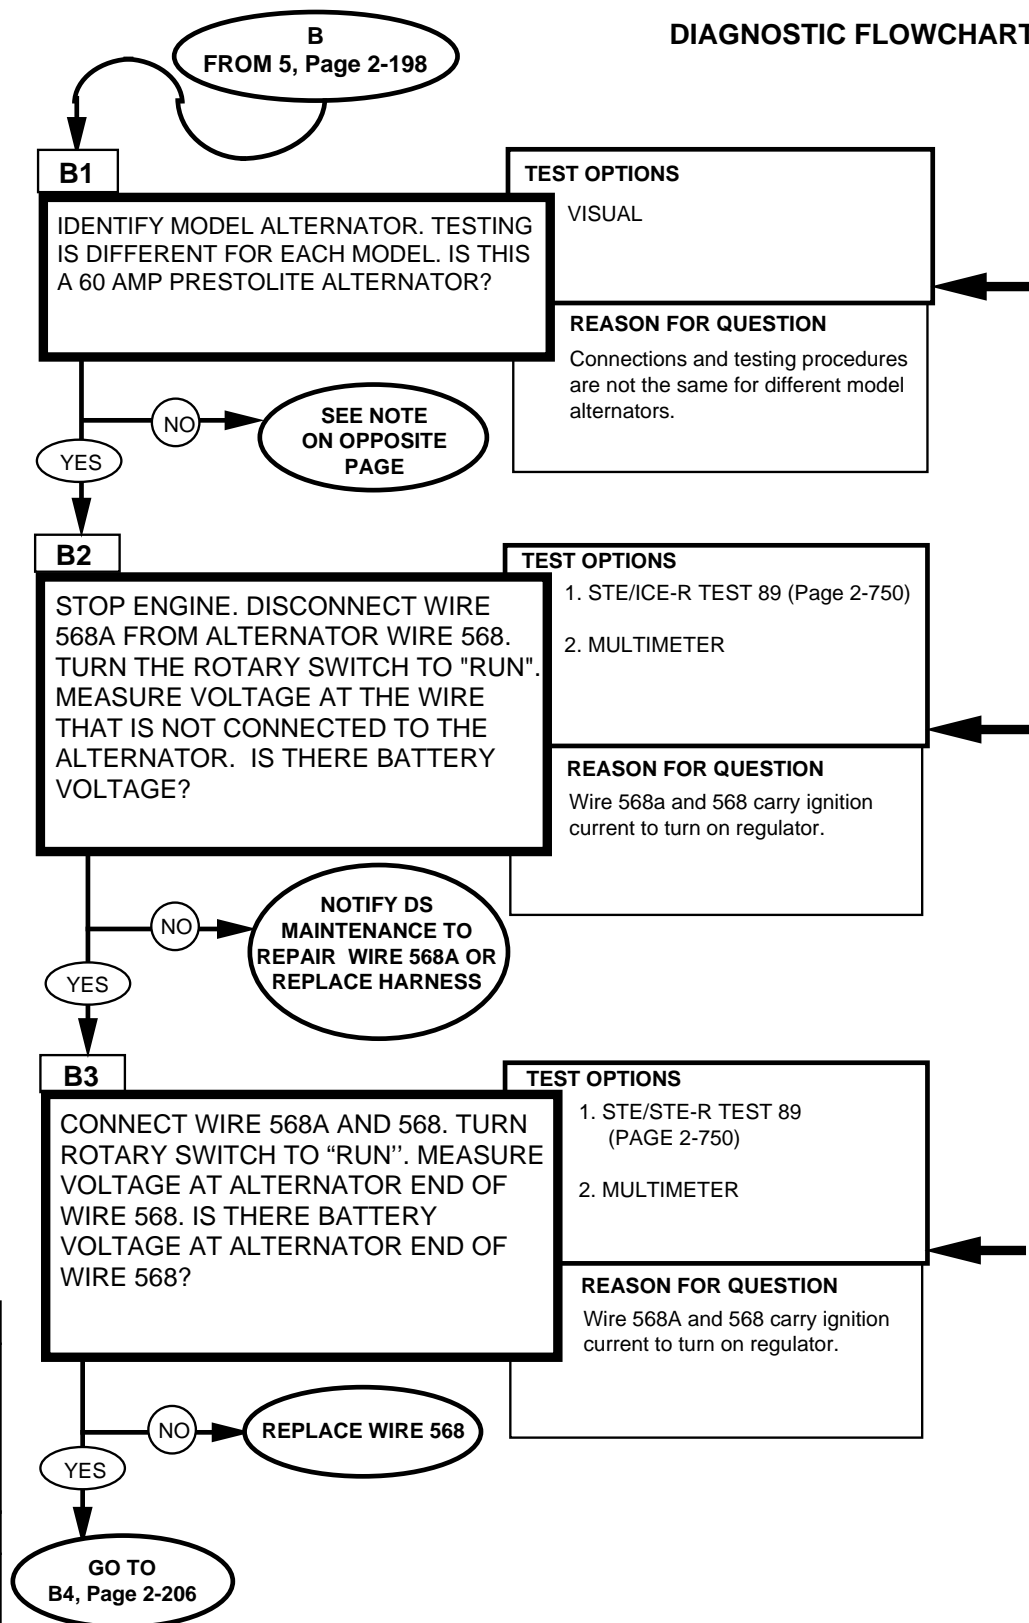 DIAGNOSTIC FLOWCHART
B
FROM 5, Page 2-198
B1
IDENTIFY MODEL ALTERNATOR. TESTING
IS DIFFERENT FOR EACH MODEL. IS THIS
A 60 AMP PRESTOLITE ALTERNATOR?
TEST OPTIONS
VISUAL
REASON FOR QUESTION
Connections and testing procedures
are not the same for different model
alternators.
NO
SEE NOTE
ON OPPOSITE
PAGE
YES
B2
STOP ENGINE. DISCONNECT WIRE
568A FROM ALTERNATOR WIRE 568.
TURN THE ROTARY SWITCH TO "RUN".
MEASURE VOLTAGE AT THE WIRE
THAT IS NOT CONNECTED TO THE
ALTERNATOR. IS THERE BATTERY
VOLTAGE?
TEST OPTIONS
1. STE/ICE-R TEST 89 (Page 2-750)
2. MULTIMETER
REASON FOR QUESTION
Wire 568a and 568 carry ignition
current to turn on regulator.
NO
NOTIFY DS
MAINTENANCE TO
REPAIR WIRE 568A OR
REPLACE HARNESS
YES
B3
CONNECT WIRE 568A AND 568. TURN
ROTARY SWITCH TO “RUN’’. MEASURE
VOLTAGE AT ALTERNATOR END OF
WIRE 568. IS THERE BATTERY
VOLTAGE AT ALTERNATOR END OF
WIRE 568?
TEST OPTIONS
1. STE/STE-R TEST 89
(PAGE 2-750)
2. MULTIMETER
REASON FOR QUESTION
Wire 568A and 568 carry ignition
current to turn on regulator.
NO
REPLACE WIRE 568
YES
GO TO
B4, Page 2-206